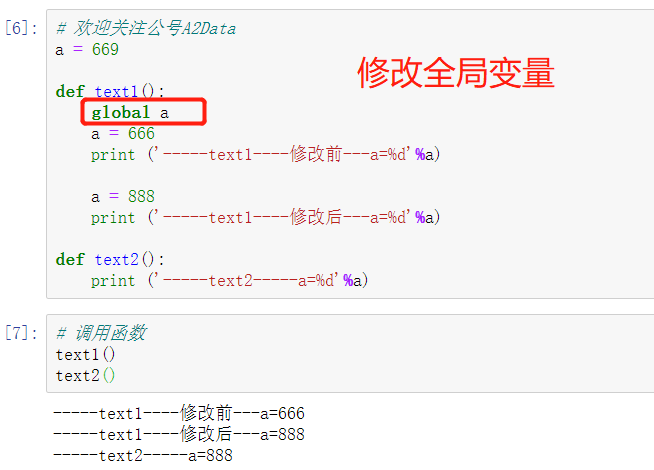 [6]: # 欢迎关注公号A2Data
a = 669
修改全局变量
def text1():
global a
a = 666
print ('-----text1----修改前---a=%d'%a)
a = 888
print ('-----text1----修改后---a=%d'%a)
def text2():
print ('-----text2-----a=%d'%a)
[7]: # 调用函数
text1()
text2()
-----text1----修改前---a=666
-----text1----修改后---a=888
-----text2-----a=888